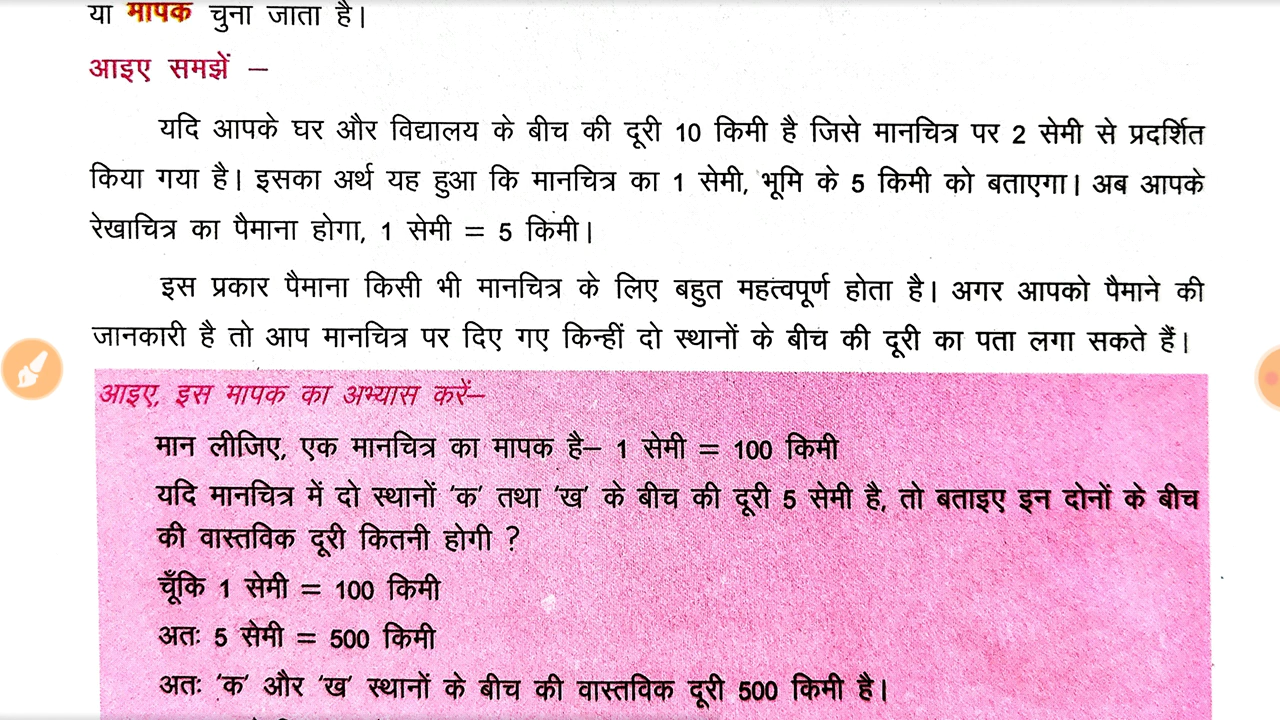 या मापक चुना जाता है।
आइए समझें –
यदि आपके घर और विद्यालय के बीच की दूरी 10 किमी है जिसे मानचित्र पर 2 सेमी से प्रदर्शित
किया गया है। इसका अर्थ यह हुआ कि मानचित्र का 1 सेमी, भूमि के 5 किमी को बताएगा। अब आपके
रेखाचित्र का पैमाना होगा, 1 सेमी = 5 किमी।
इस प्रकार पैमाना किसी भी मानचित्र के लिए बहुत महत्वपूर्ण होता है। अगर आपको पैमाने की
जानकारी है तो आप मानचित्र पर दिए गए किन्हीं दो स्थानों के बीच की दूरी का पता लगा सकते हैं।
आइए, इस मापक का अभ्यास करें–
मान लीजिए, एक मानचित्र का मापक है– 1 सेमी = 100 किमी
यदि मानचित्र में दो स्थानों 'क' तथा 'ख' के बीच की दूरी 5 सेमी है, तो बताइए इन दोनों के बीच
की वास्तविक दूरी कितनी होगी ?
चूँकि 1 सेमी = 100 किमी
अतः 5 सेमी = 500 किमी
अतः 'क' और 'ख' स्थानों के बीच की वास्तविक दूरी 500 किमी है।